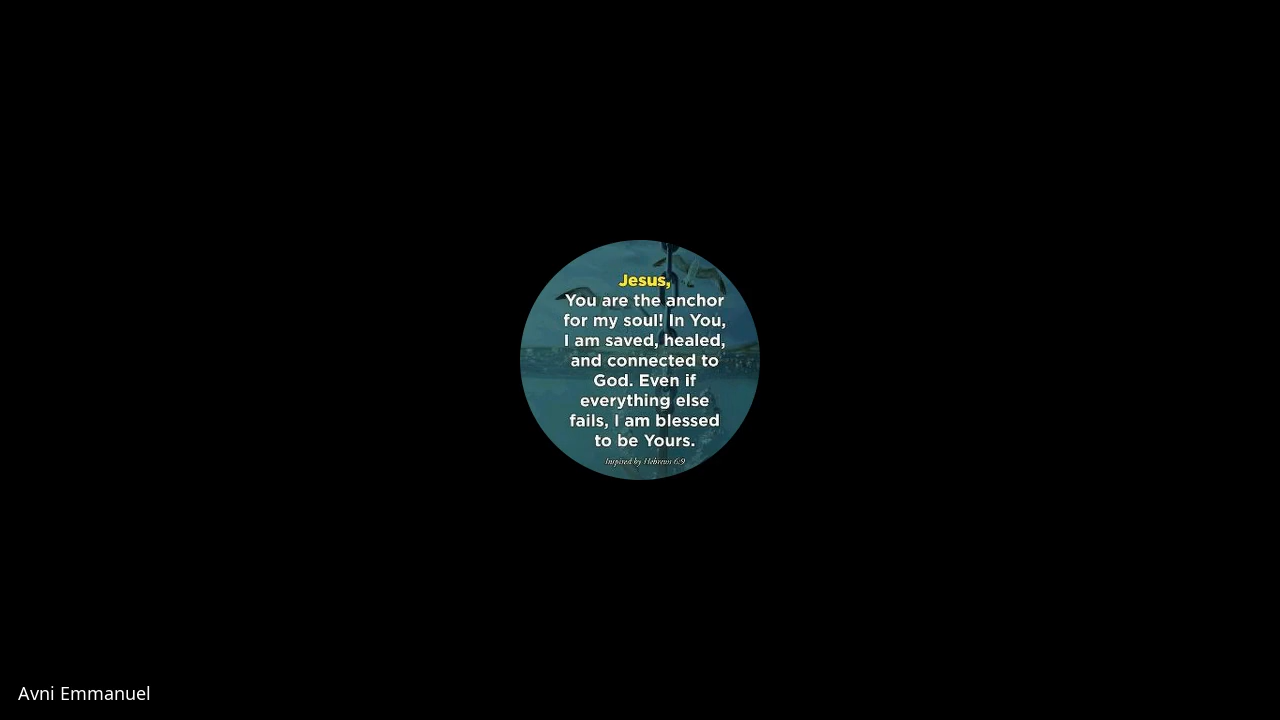 Jesus,
You are the anchor
for my soul! In You,
I am saved, healed,
and connected to
God. Even if
everything else
fails, I am blessed
to be Yours.
Inspired by Hebrews 6:9
Avni Emmanuel